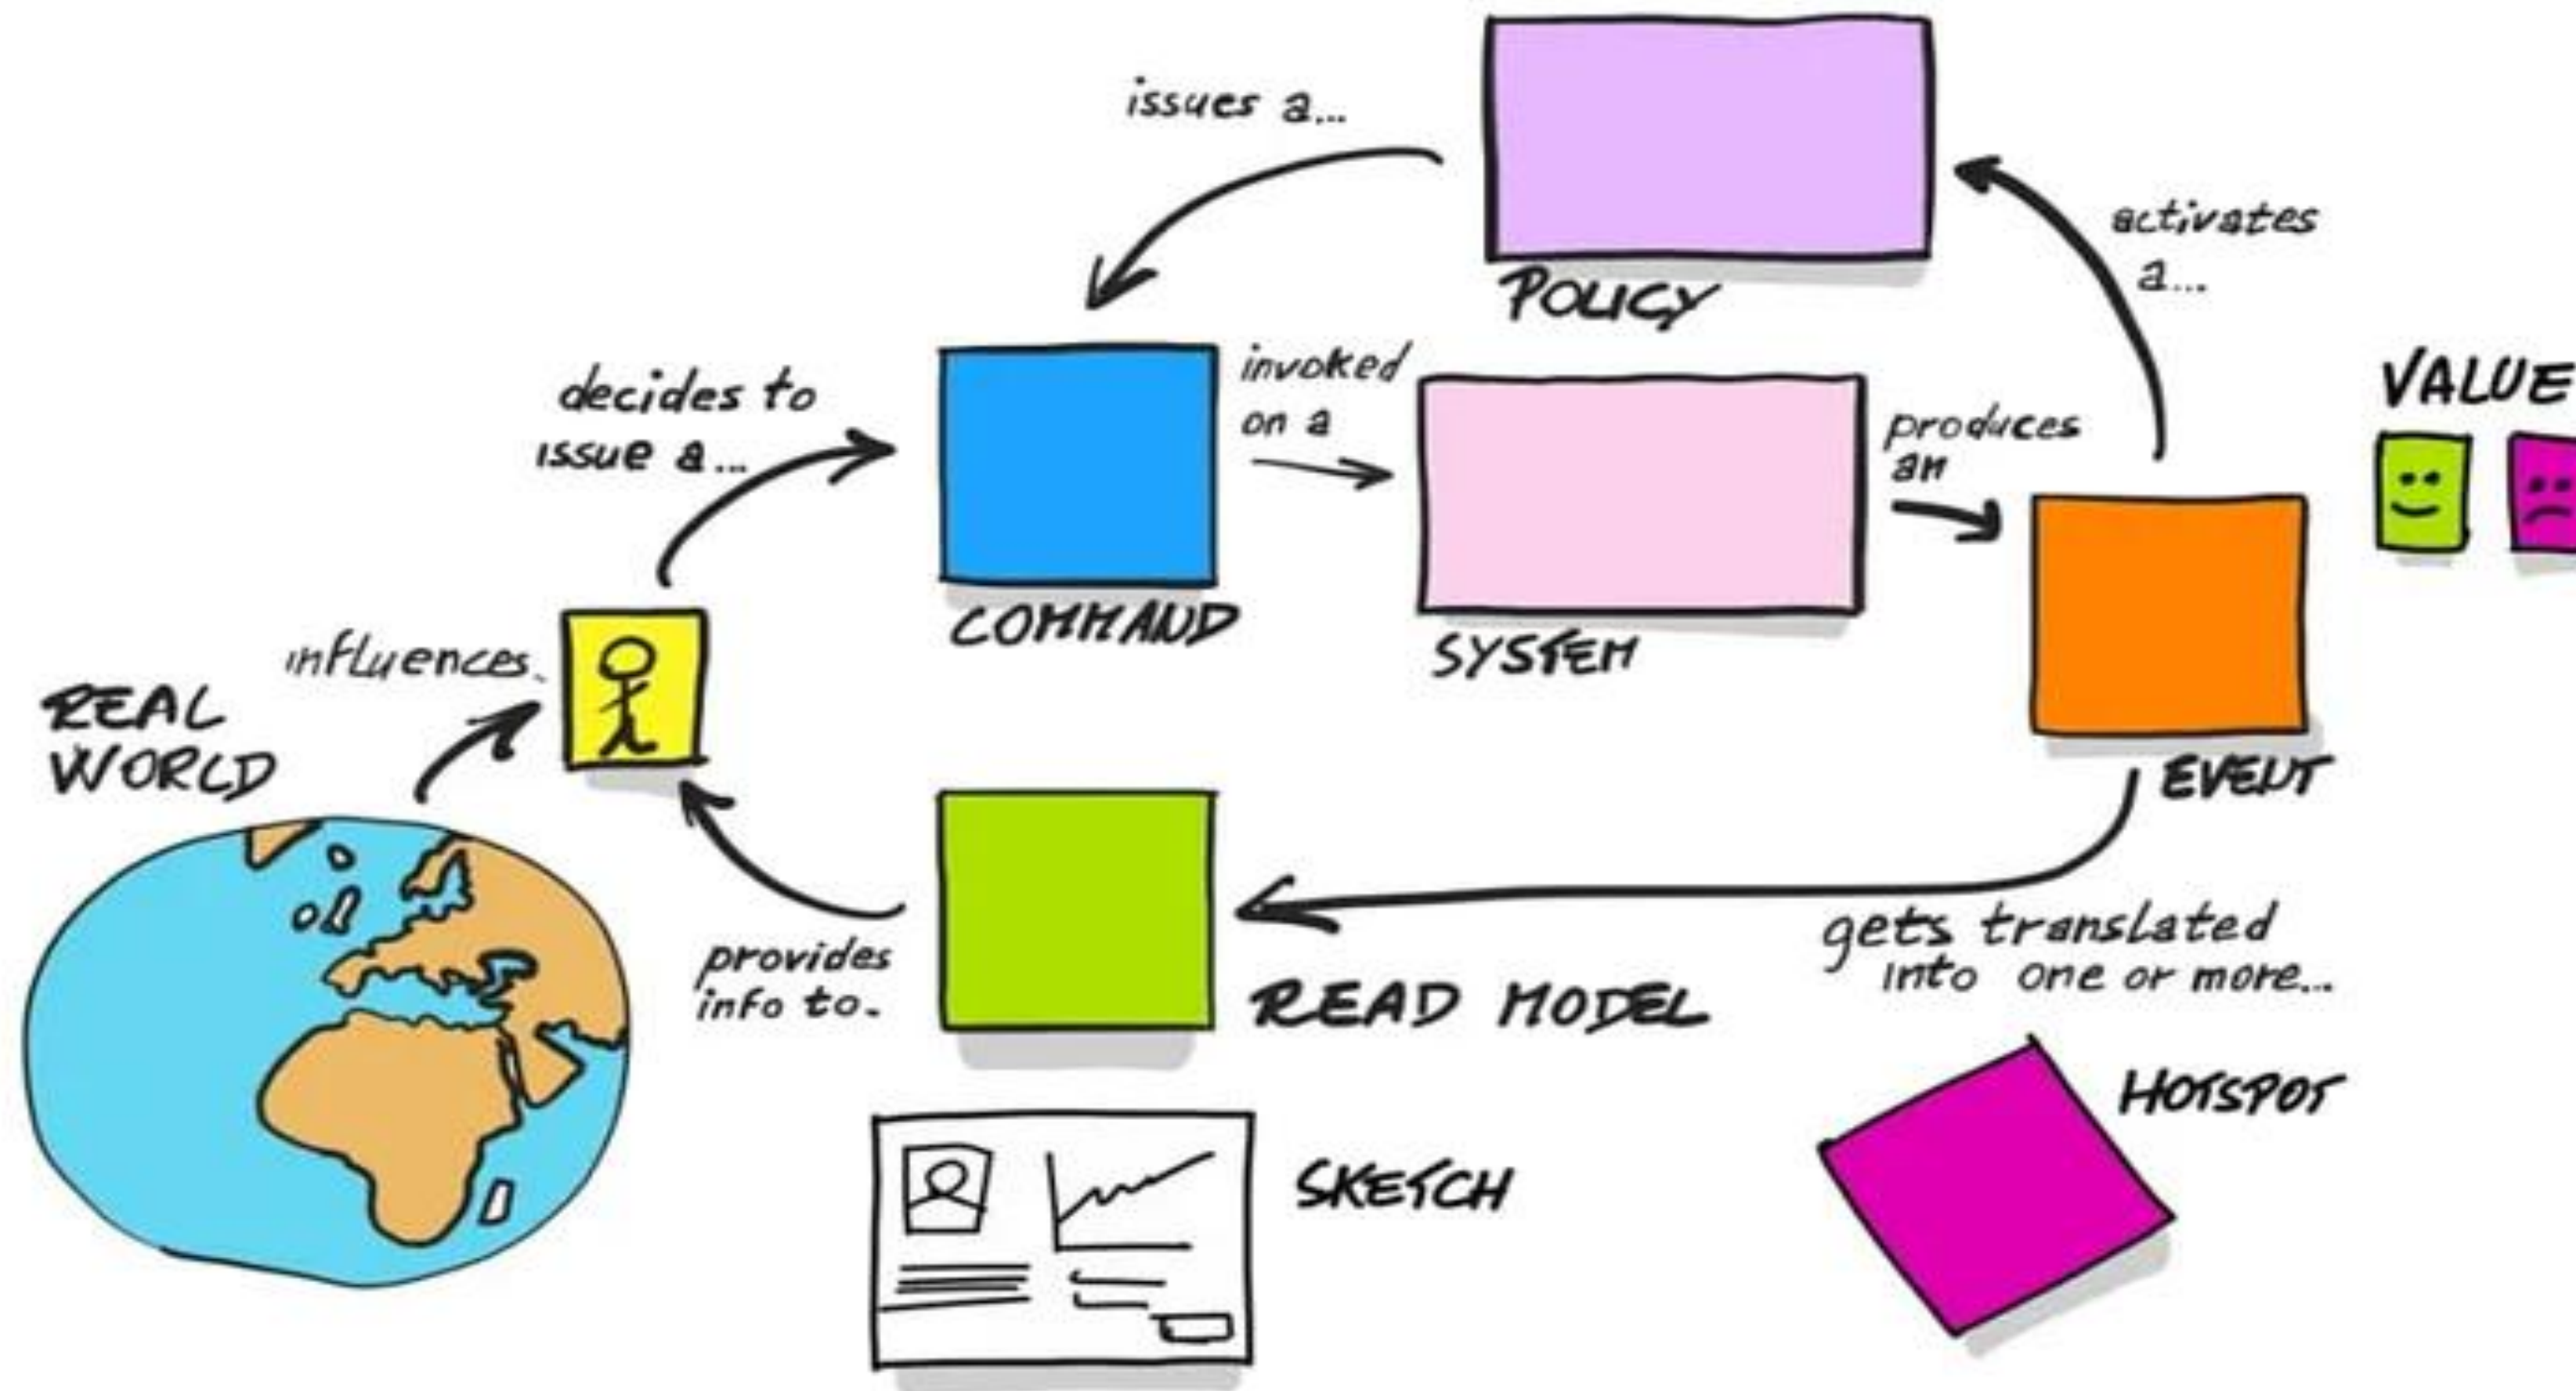 issues a...
POLICY
activates
a...
decides to
issue a...
COMMAND
invoked
on a
SYSTEM
produces
an
VALUE
EVENT
influences..
REAL
WORLD
provides
info to..
READ MODEL
gets translated
into one or more...
SKETCH
HOTSPOT